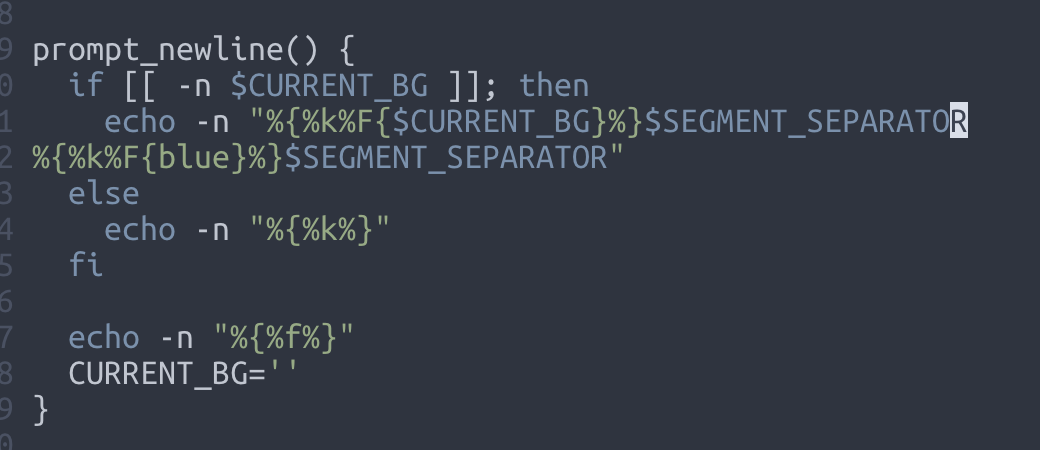 8
9 prompt_newline() {
0   if [[ -n $CURRENT_BG ]]; then
1     echo -n "%{%k%F{$CURRENT_BG}%}$SEGMENT_SEPARATOR
2 %{%k%F{blue}%}$SEGMENT_SEPARATOR"
3   else
4     echo -n "%{%k%}"
5   fi
6
7   echo -n "%{%f%}"
8   CURRENT_BG=''
9 }
0